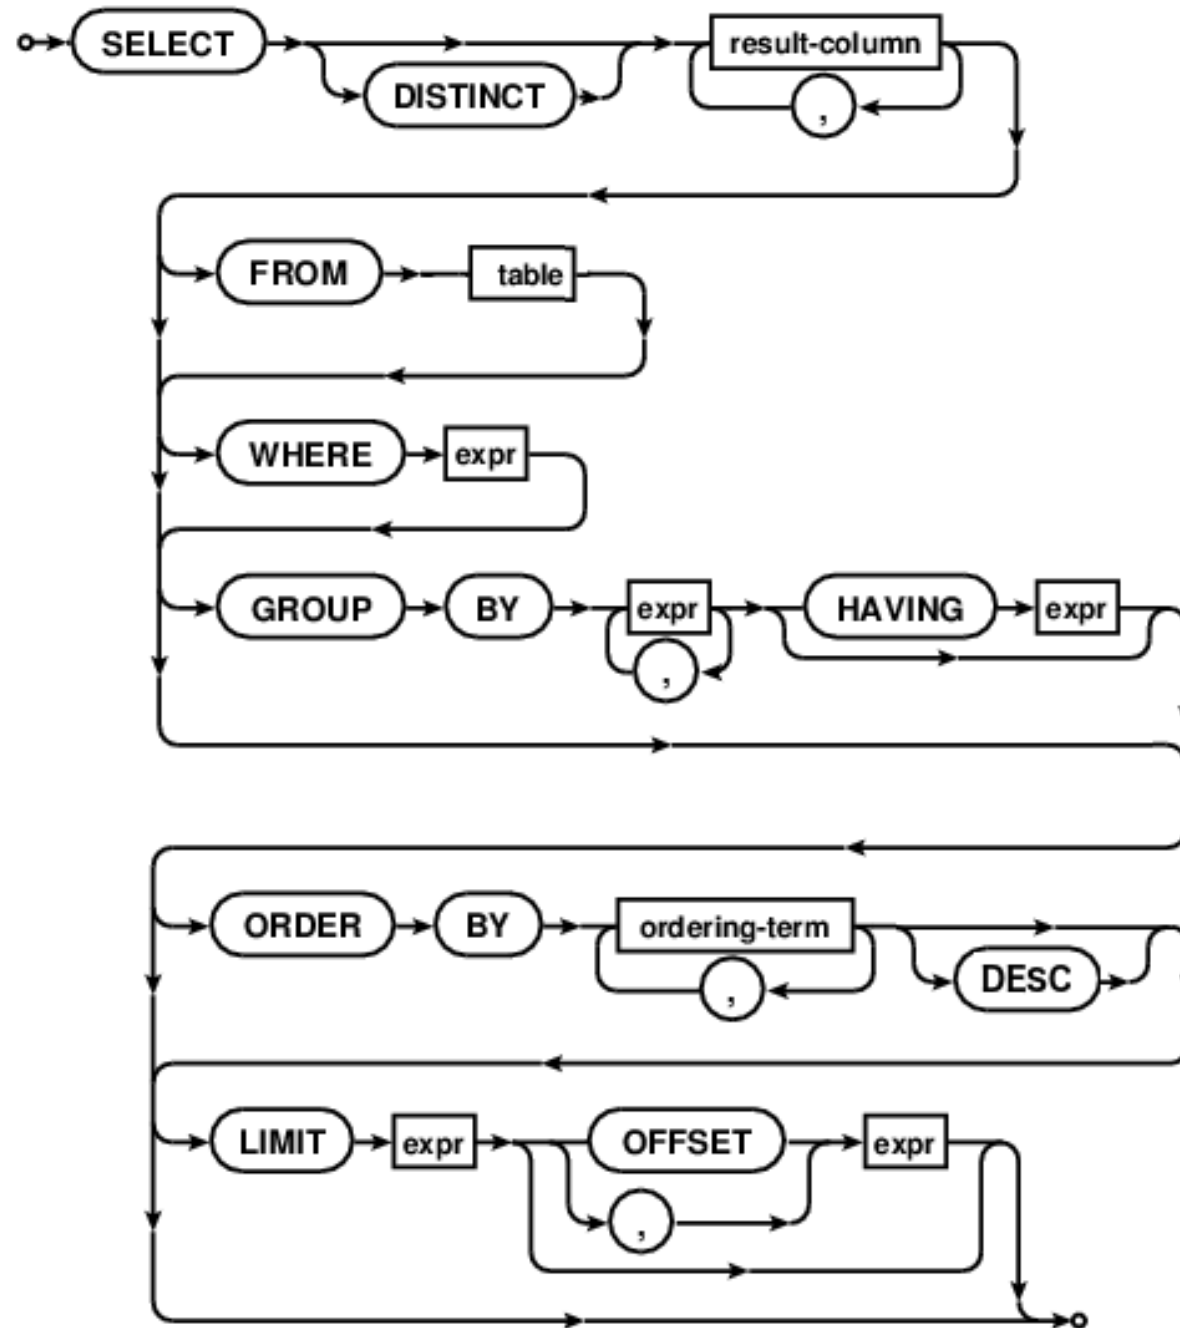 SELECT result-column
DISTINCT ,
FROM table
WHERE expr
GROUP BY expr HAVING expr
,
ORDER BY ordering-term
, DESC
LIMIT expr OFFSET expr
,